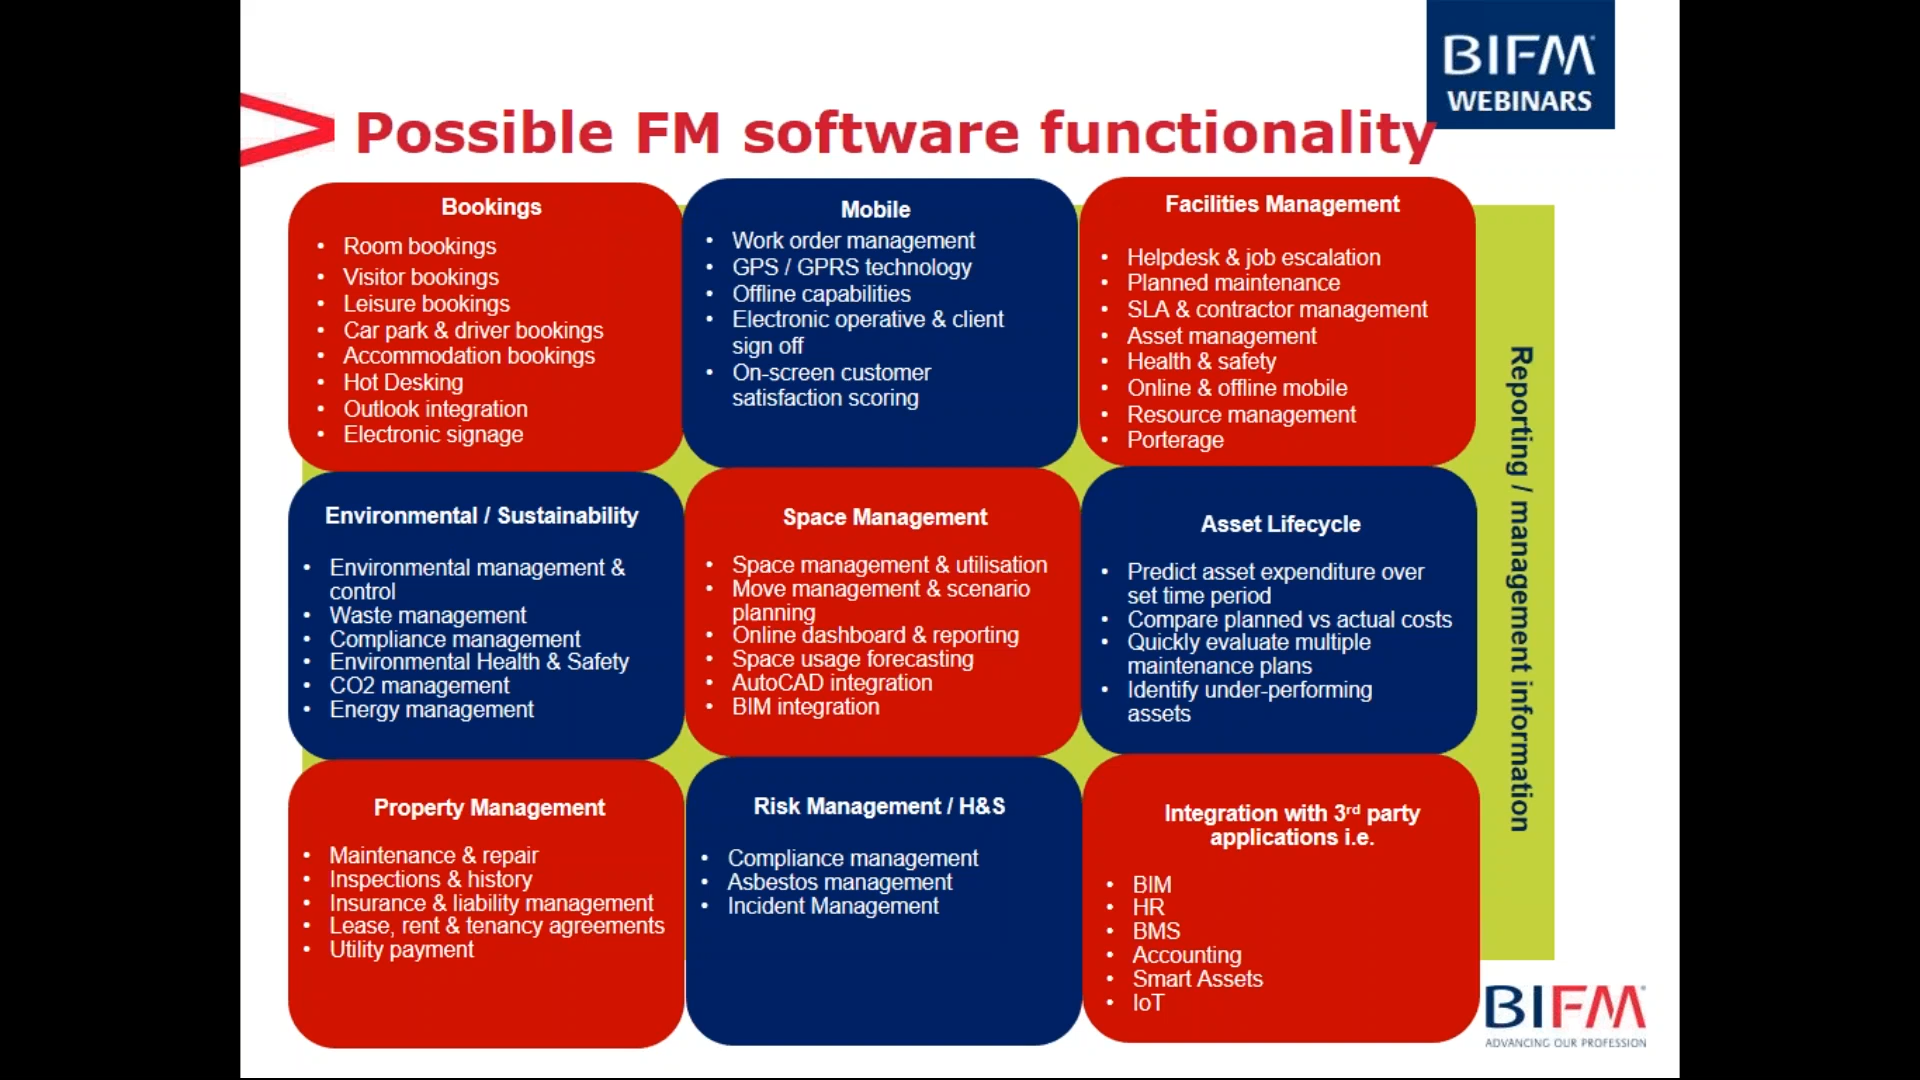 BIFM
WEBINARS
Possible FM software functionality
Bookings
• Room bookings
• Visitor bookings
• Leisure bookings
• Car park & driver bookings
• Accommodation bookings
• Hot Desking
• Outlook integration
• Electronic signage
Mobile
• Work order management
• GPS / GPRS technology
• Offline capabilities
• Electronic operative & client
sign off
• On-screen customer
satisfaction scoring
Facilities Management
• Helpdesk & job escalation
• Planned maintenance
• SLA & contractor management
• Asset management
• Health & safety
• Online & offline mobile
• Resource management
• Porterage
Environmental / Sustainability
• Environmental management &
control
• Waste management
• Compliance management
• Environmental Health & Safety
• CO2 management
• Energy management
Space Management
• Space management & utilisation
• Move management & scenario
planning
• Online dashboard & reporting
• Space usage forecasting
• AutoCAD integration
• BIM integration
Asset Lifecycle
• Predict asset expenditure over
set time period
• Compare planned vs actual costs
• Quickly evaluate multiple
maintenance plans
• Identify under-performing
assets
Property Management
• Maintenance & repair
• Inspections & history
• Insurance & liability management
• Lease, rent & tenancy agreements
• Utility payment
Risk Management / H&S
• Compliance management
• Asbestos management
• Incident Management
Integration with 3rd party
applications i.e.
• BIM
• HR
• BMS
• Accounting
• Smart Assets
• IoT
Reporting / management information
BIFM
ADVANCING OUR PROFESSION